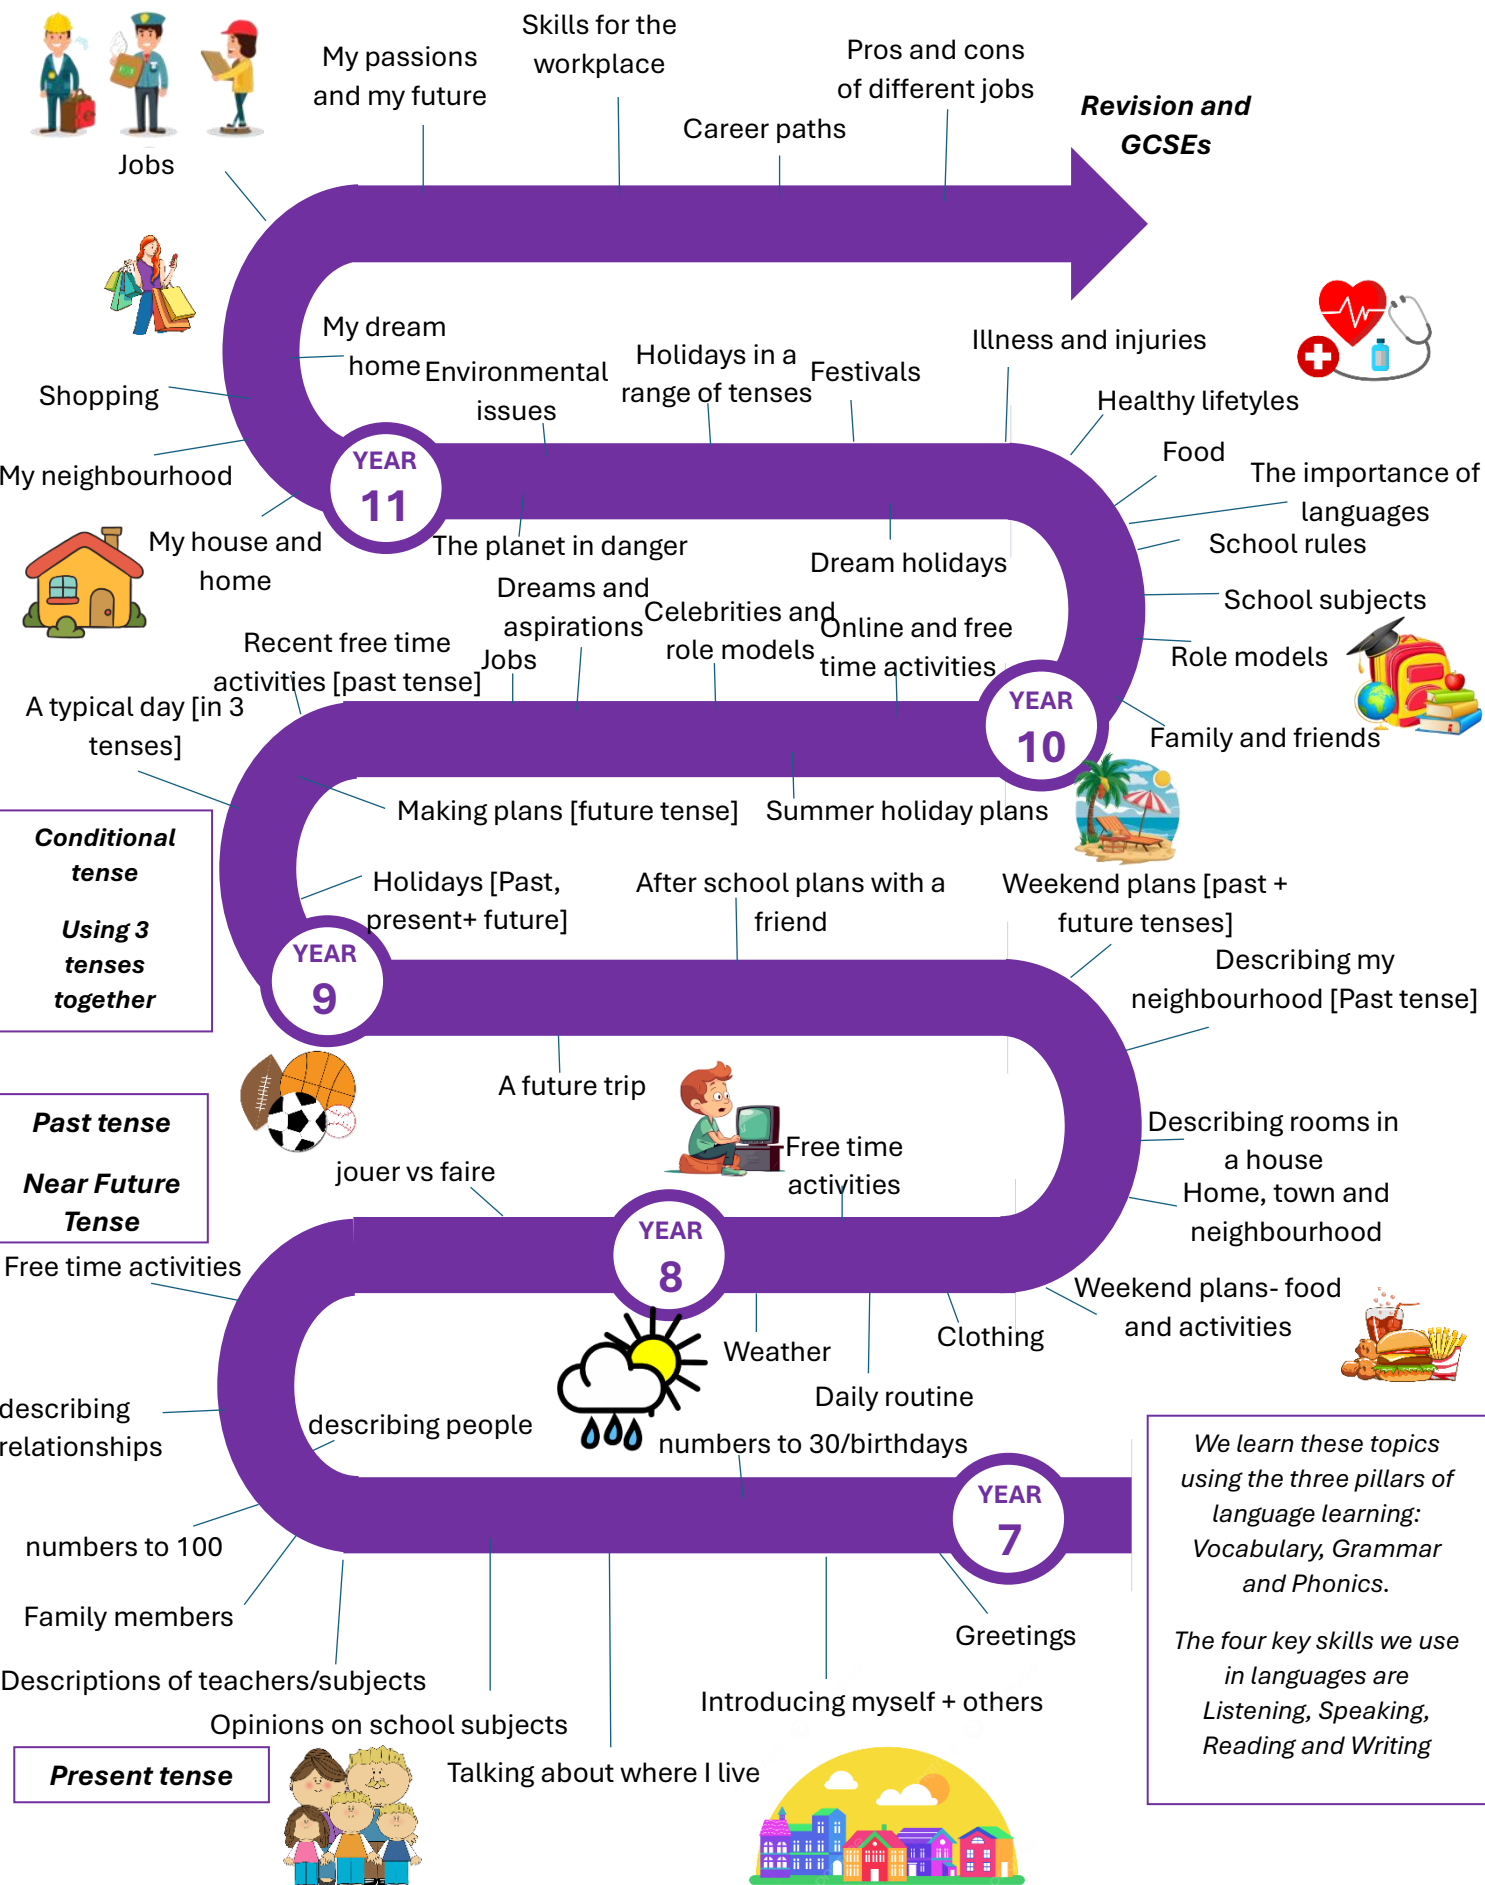 Skills for the
workplace
My passions
and my future
Pros and cons
of different jobs
Career paths
Revision and
GCSEs
Jobs
My dream
home
Environmental
issues
Holidays in a
range of tenses
Festivals
Illness and injuries
Healthy lifetyles
Shopping
Food
The importance of
languages
My neighbourhood
YEAR
11
School rules
My house and
home
The planet in danger
Dream holidays
Dreams and
aspirations
Celebrities and
role models
Online and free
time activities
School subjects
Recent free time
activities [past tense]
Jobs
Role models
A typical day [in 3
tenses]
YEAR
10
Family and friends
Making plans [future tense]
Summer holiday plans
Conditional
tense
Using 3
tenses
together
Holidays [Past,
present+ future]
After school plans with a
friend
Weekend plans [past +
future tenses]
YEAR
9
Describing my
neighbourhood [Past tense]
A future trip
Past tense
Near Future
Tense
jouer vs faire
Free time
activities
Describing rooms in
a house
Home, town and
neighbourhood
YEAR
8
Free time activities
Weekend plans- food
and activities
Weather
Clothing
Daily routine
describing
relationships
describing people
numbers to 30/birthdays
We learn these topics
using the three pillars of
language learning:
Vocabulary, Grammar
and Phonics.
The four key skills we use
in languages are
Listening, Speaking,
Reading and Writing
YEAR
7
numbers to 100
Family members
Greetings
Descriptions of teachers/subjects
Introducing myself + others
Opinions on school subjects
Talking about where I live
Present tense